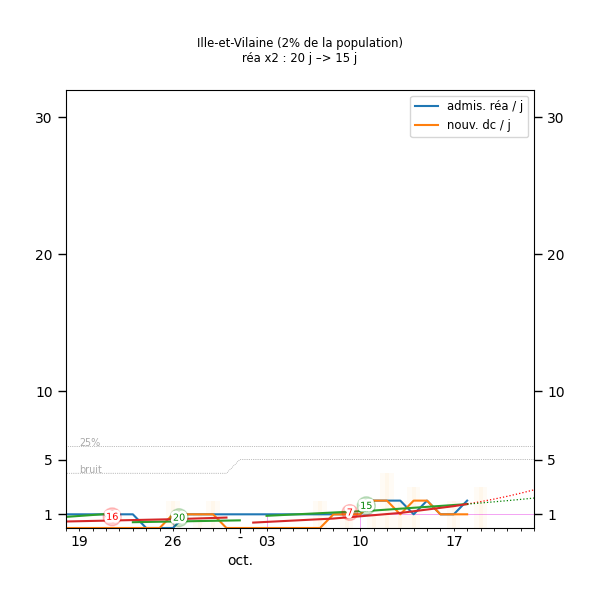 Ille-et-Vilaine (2% de la population)
réa x2 : 20 j –> 15 j
admis. réa / j
nouv. dc / j
30 30
20 20
10 10
25%
5 5
bruit
16 20 7 15
1 1
19 26 - 03 10 17
oct.